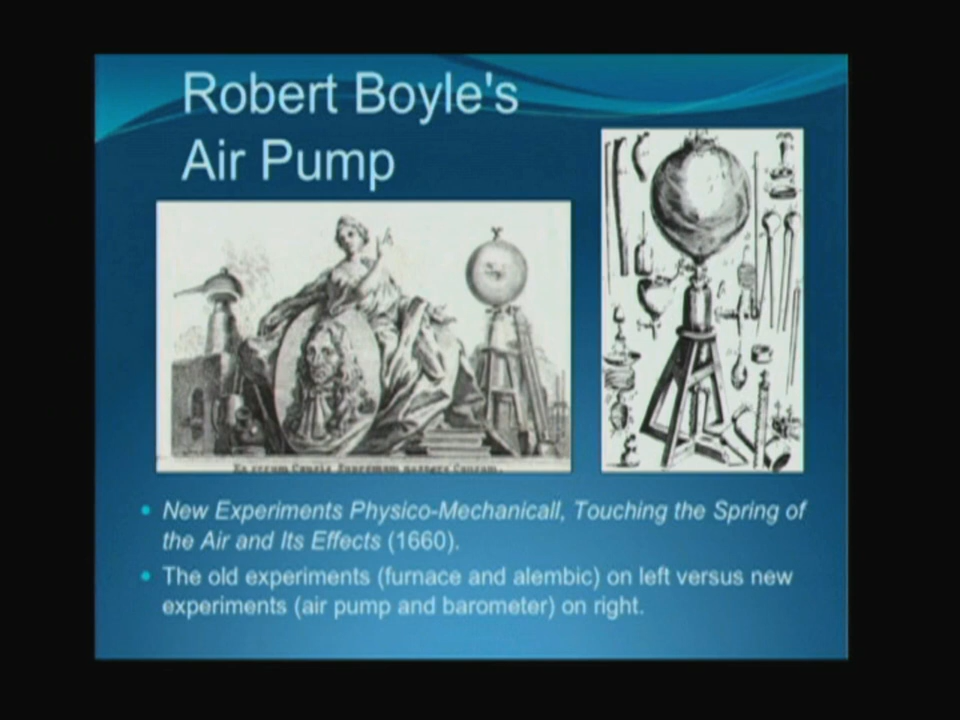 Robert Boyle's
Air Pump
New Experiments Physico-Mechanicall, Touching the Spring of
the Air and Its Effects (1660).
The old experiments (furnace and alembic) on left versus new
experiments (air pump and barometer) on right.